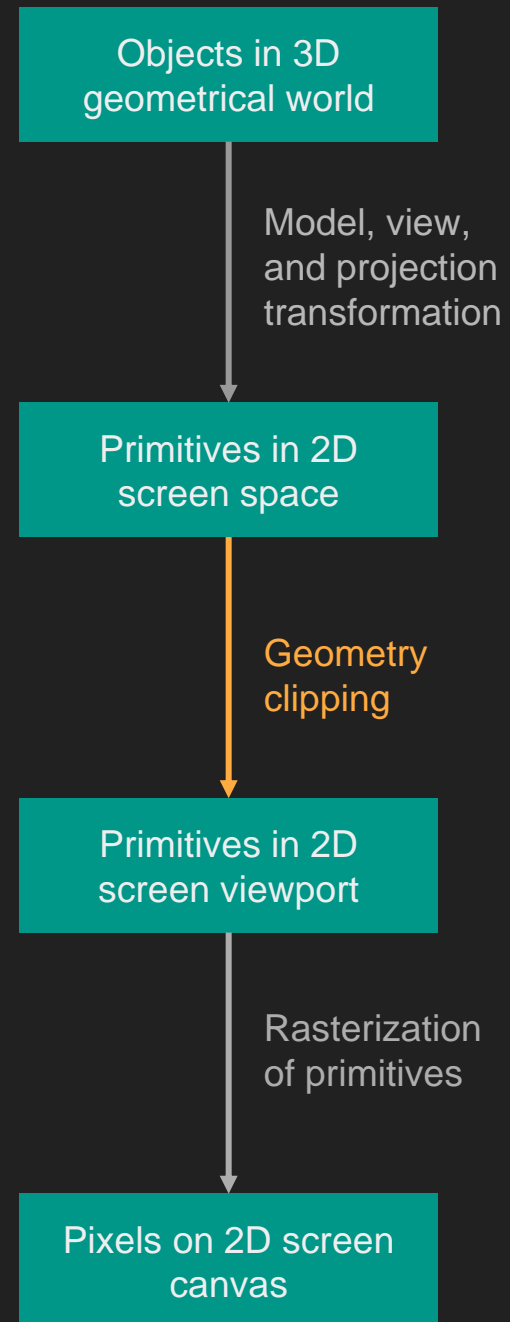 Objects in 3D
geometrical world
Model, view,
and projection
transformation
Primitives in 2D
screen space
Geometry
clipping
Primitives in 2D
screen viewport
Rasterization
of primitives
Pixels on 2D screen
canvas